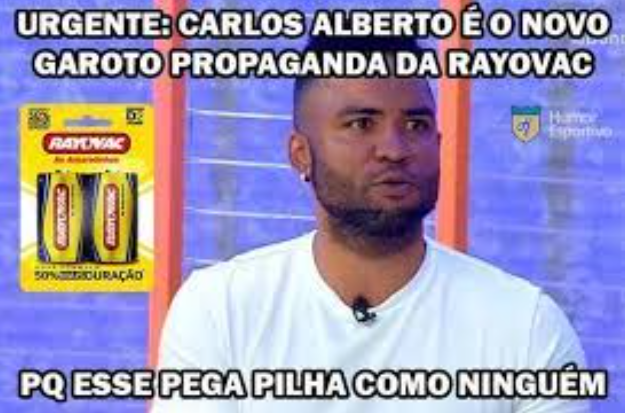 URGENTE: CARLOS ALBERTO É O NOVO
GAROTO PROPAGANDA DA RAYOVAC
Humor
Esportivo
RAYOVAC
As Amarelinhas
RAYOVAC
RAYOVAC
50% DURAÇÃO
PQ ESSE PEGA PILHA COMO NINGUÉM